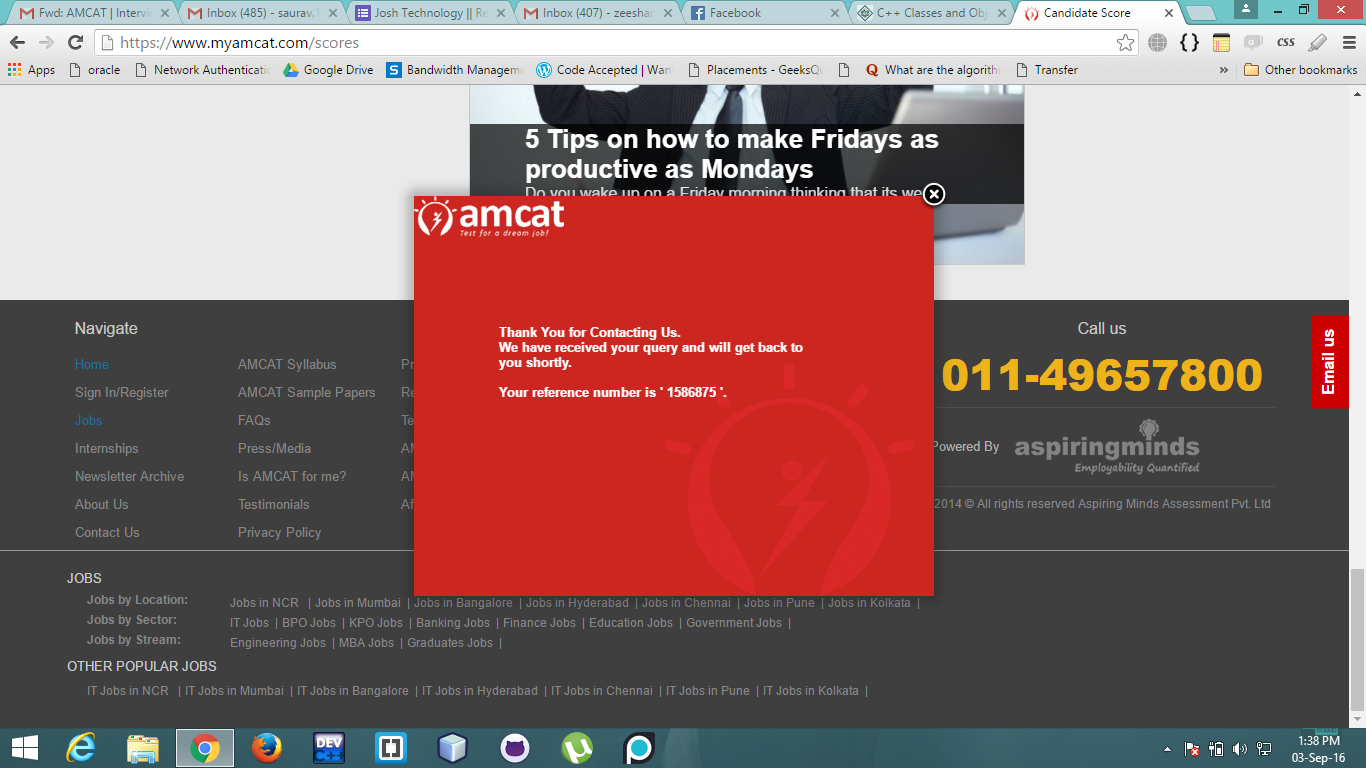 Fwd: AMCAT | Intervi
Inbox (485) - saurav.
Josh Technology || Re
Inbox (407) - zeeshan
Facebook
C++ Classes and Obj
Candidate Score
https://www.myamcat.com/scores
css
Apps
oracle
Network Authenticatio
Google Drive
Bandwidth Managem
Code Accepted | Wan
Placements - GeeksQ
What are the algorith
Transfer
»
Other bookmarks
5 Tips on how to make Fridays as
productive as Mondays
Do you wake up on a Friday morning thinking that its we
amcat
Test for a dream job!
Thank You for Contacting Us.
We have received your query and will get back to
you shortly.
Your reference number is ' 1586875 '.
Navigate
Home
AMCAT Syllabus
Pr
Sign In/Register
AMCAT Sample Papers
Re
Jobs
FAQs
Te
Internships
Press/Media
AM
Newsletter Archive
Is AMCAT for me?
AM
About Us
Testimonials
Af
Contact Us
Privacy Policy
Call us
011-49657800
Email us
Powered By
aspiringminds
Employability Quantified
2014 © All rights reserved Aspiring Minds Assessment Pvt. Ltd
JOBS
Jobs by Location: Jobs in NCR | Jobs in Mumbai | Jobs in Bangalore | Jobs in Hyderabad | Jobs in Chennai | Jobs in Pune | Jobs in Kolkata |
Jobs by Sector: IT Jobs | BPO Jobs | KPO Jobs | Banking Jobs | Finance Jobs | Education Jobs | Government Jobs |
Jobs by Stream: Engineering Jobs | MBA Jobs | Graduates Jobs |
OTHER POPULAR JOBS
IT Jobs in NCR | IT Jobs in Mumbai | IT Jobs in Bangalore | IT Jobs in Hyderabad | IT Jobs in Chennai | IT Jobs in Pune | IT Jobs in Kolkata |
DEV
C++
1:38 PM
03-Sep-16